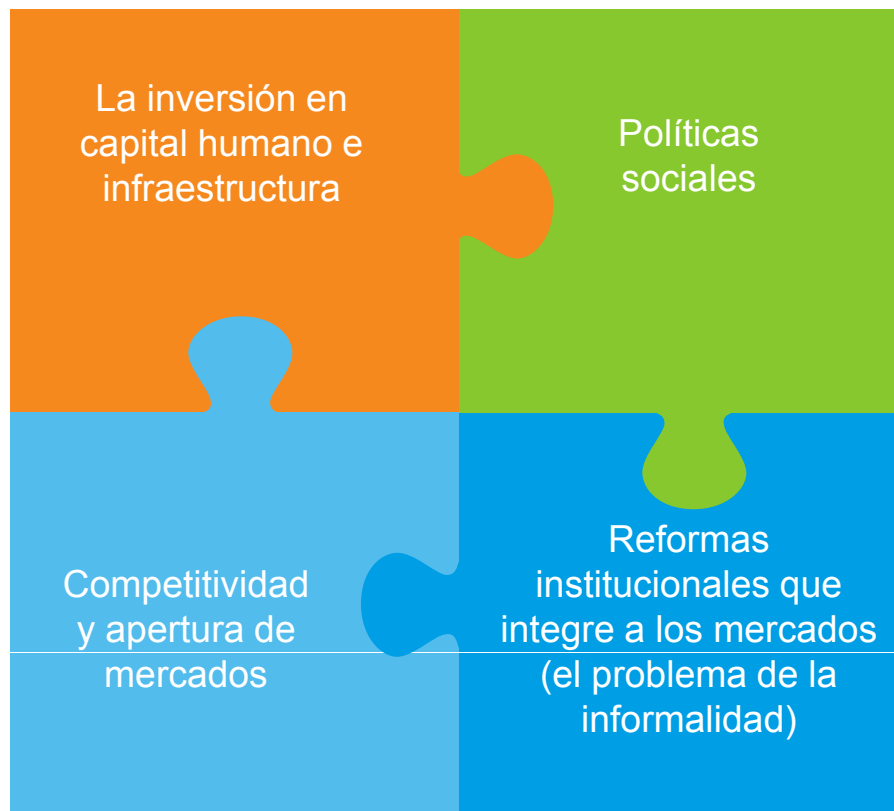 La inversión en
capital humano e
infraestructura
Políticas
sociales
Competitividad
y apertura de
mercados
Reformas
institucionales que
integre a los mercados
(el problema de la
informalidad)